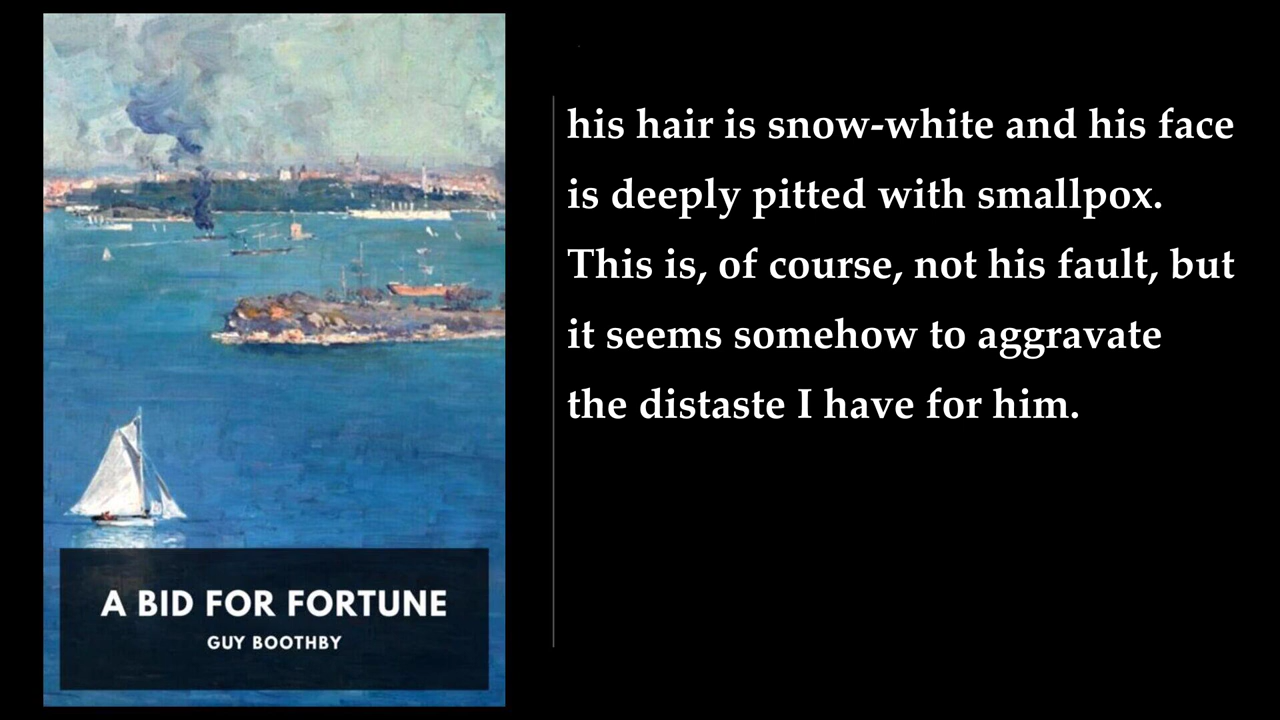 A BID FOR FORTUNE
GUY BOOTHBY
his hair is snow-white and his face
is deeply pitted with smallpox.
This is, of course, not his fault, but
it seems somehow to aggravate
the distaste I have for him.